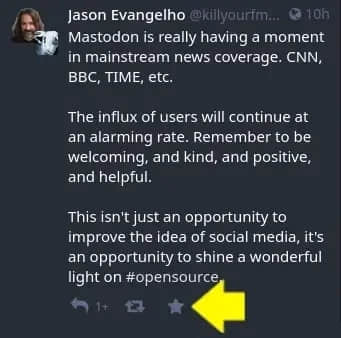 Jason Evangelho @killyourfm... 10h
Mastodon is really having a moment
in mainstream news coverage. CNN,
BBC, TIME, etc.
The influx of users will continue at
an alarming rate. Remember to be
welcoming, and kind, and positive,
and helpful.
This isn't just an opportunity to
improve the idea of social media, it's
an opportunity to shine a wonderful
light on #opensource.
1+